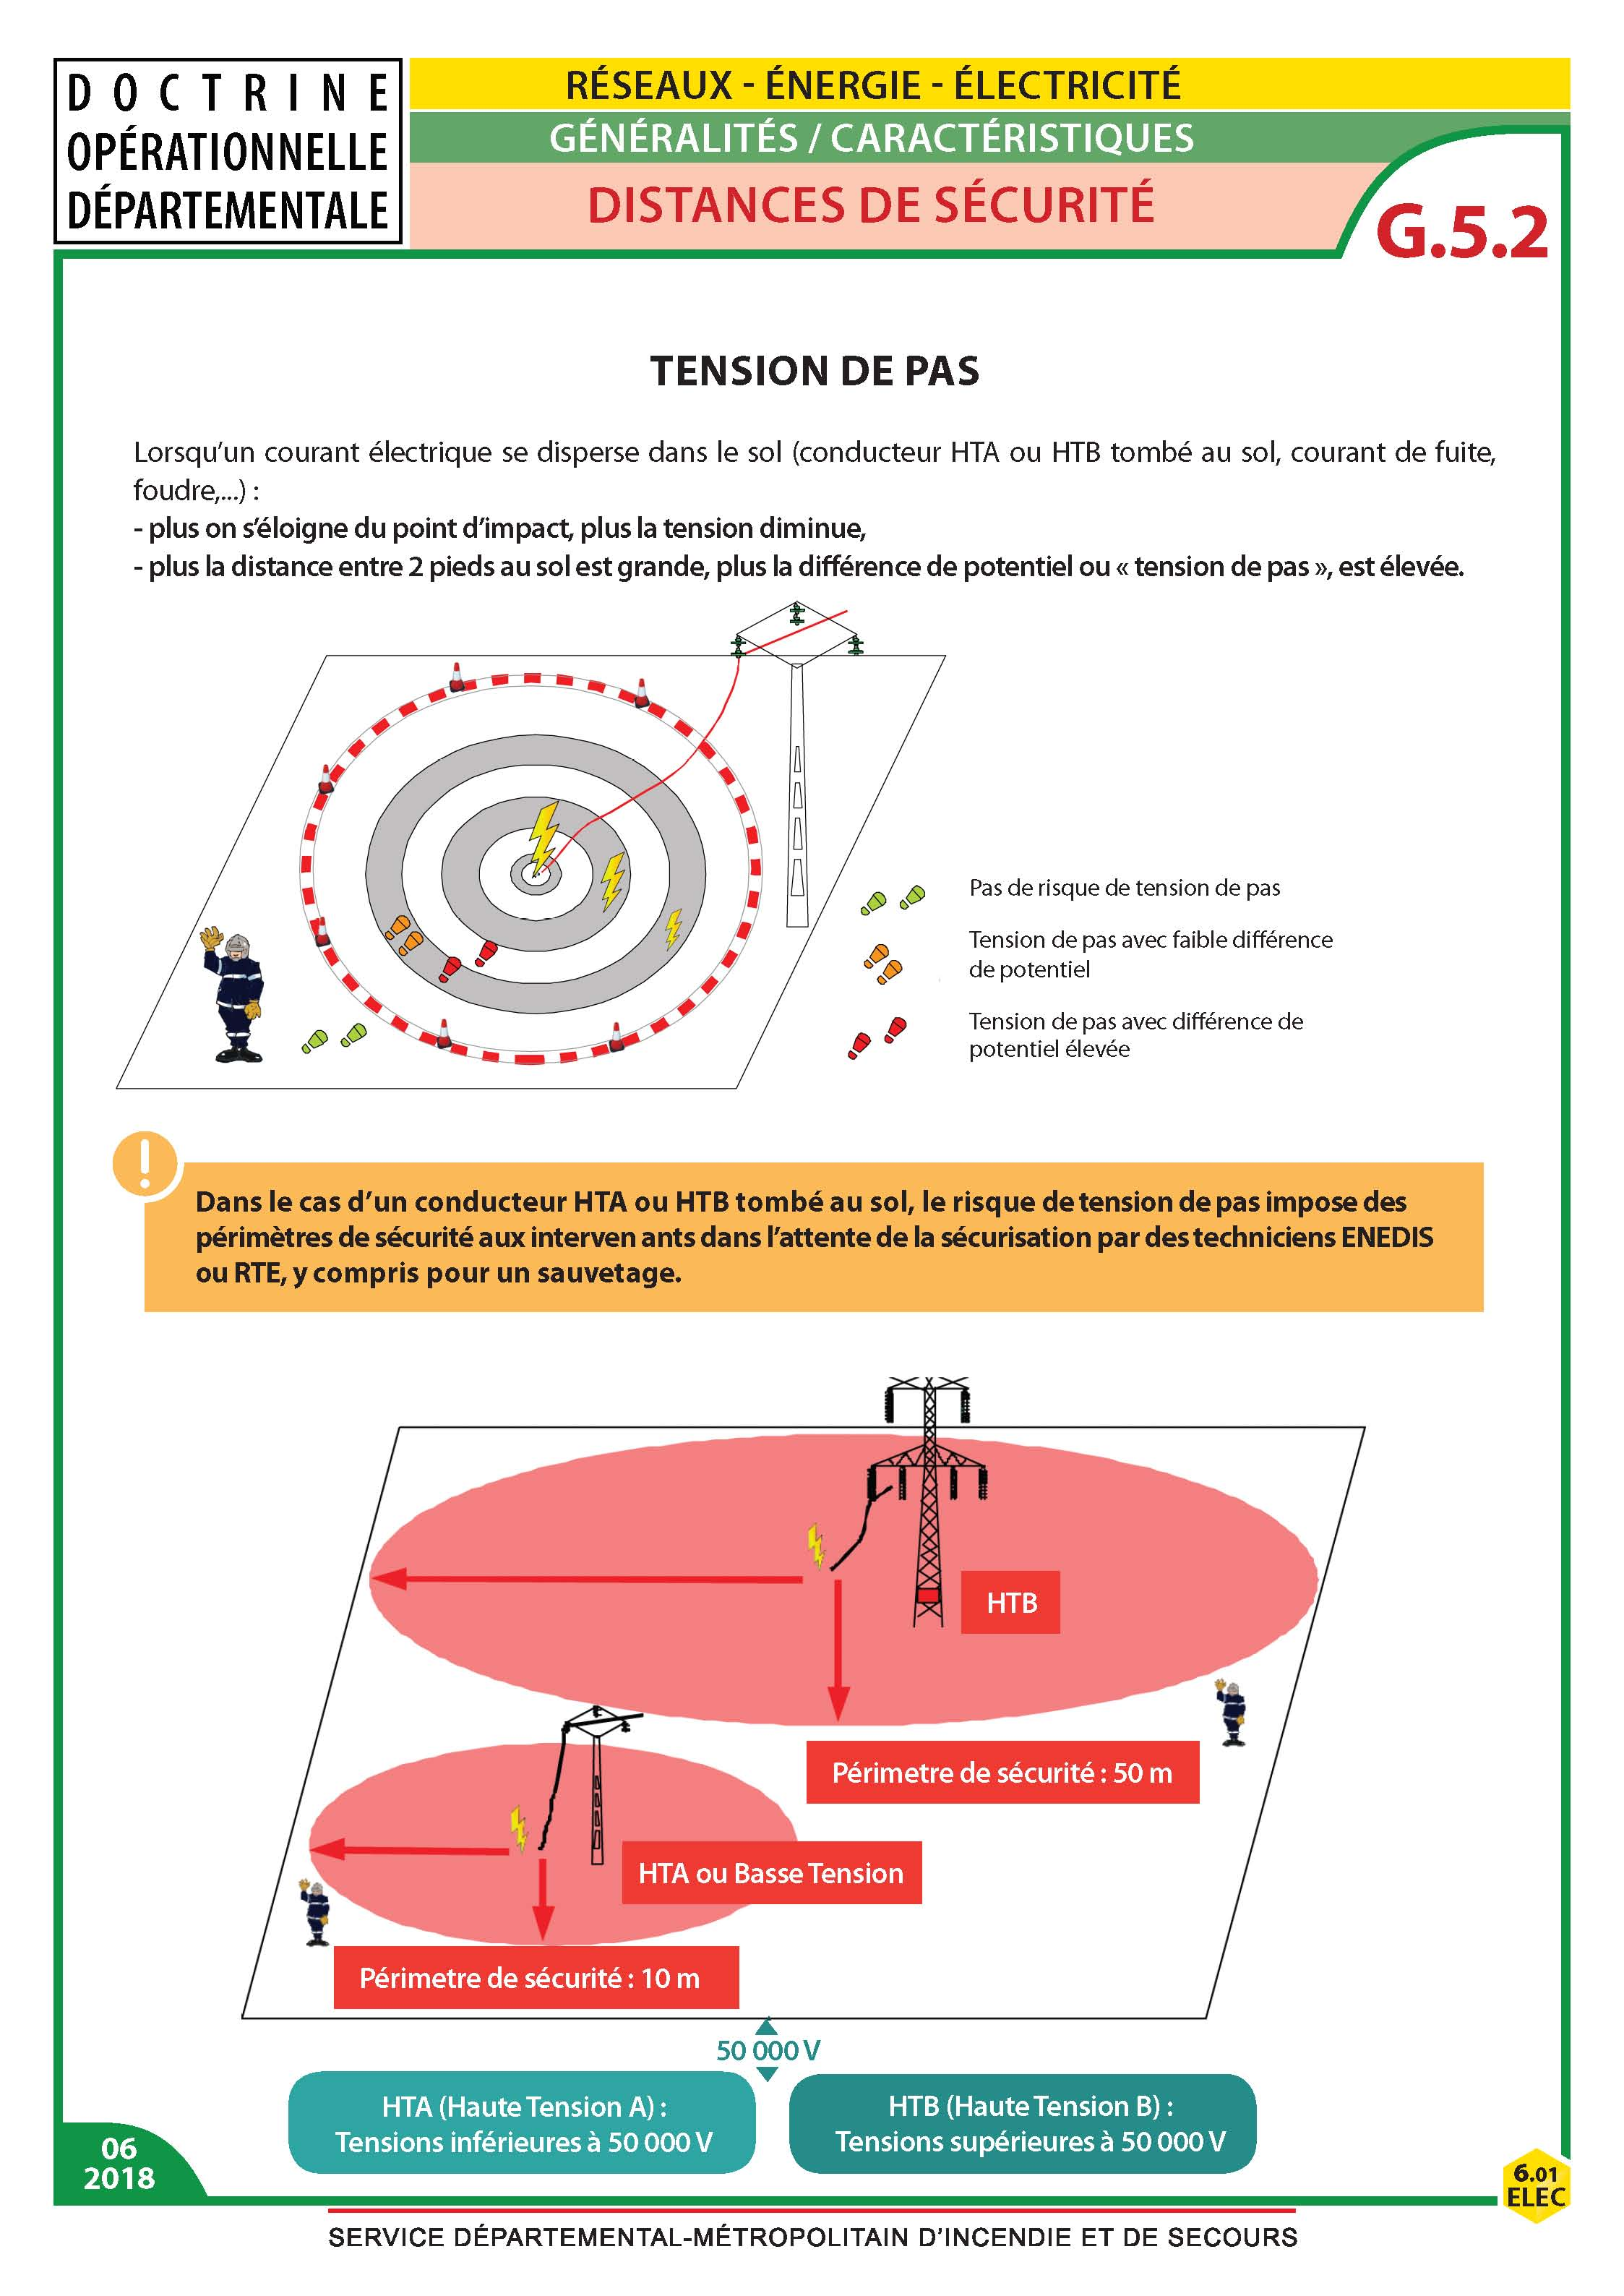 DOCTRINE
OPÉRATIONNELLE
DÉPARTEMENTALE
RÉSEAUX - ÉNERGIE - ÉLECTRICITÉ
GÉNÉRALITÉS / CARACTÉRISTIQUES
DISTANCES DE SÉCURITÉ
G.5.2
TENSION DE PAS
Lorsqu'un courant électrique se disperse dans le sol (conducteur HTA ou HTB tombé au sol, courant de fuite,
foudre,...) :
- plus on s'éloigne du point d'impact, plus la tension diminue,
- plus la distance entre 2 pieds au sol est grande, plus la différence de potentiel ou « tension de pas », est élevée.
Pas de risque de tension de pas
Tension de pas avec faible différence
de potentiel
Tension de pas avec différence de
potentiel élevée
!
Dans le cas d'un conducteur HTA ou HTB tombé au sol, le risque de tension de pas impose des
périmètres de sécurité aux interven ants dans l'attente de la sécurisation par des techniciens ENEDIS
ou RTE, y compris pour un sauvetage.
HTB
Périmetre de sécurité : 50 m
HTA ou Basse Tension
Périmetre de sécurité : 10 m
50 000 V
HTA (Haute Tension A) :
Tensions inférieures à 50 000 V
HTB (Haute Tension B) :
Tensions supérieures à 50 000 V
06
2018
6.01
ELEC
SERVICE DÉPARTEMENTAL-MÉTROPOLITAIN D'INCENDIE ET DE SECOURS